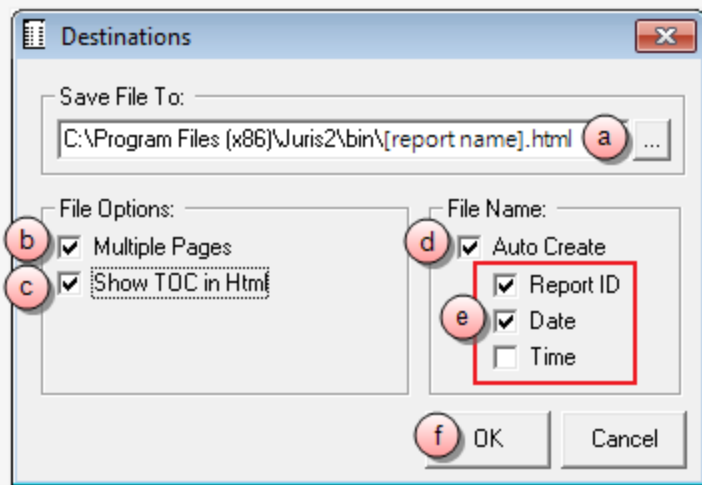 Destinations
Save File To:
C:\Program Files (x86)\Juris2\bin\[report name].html a ...
File Options:
b Multiple Pages
c Show TOC in Html
File Name:
d Auto Create
Report ID
e Date
Time
f OK Cancel